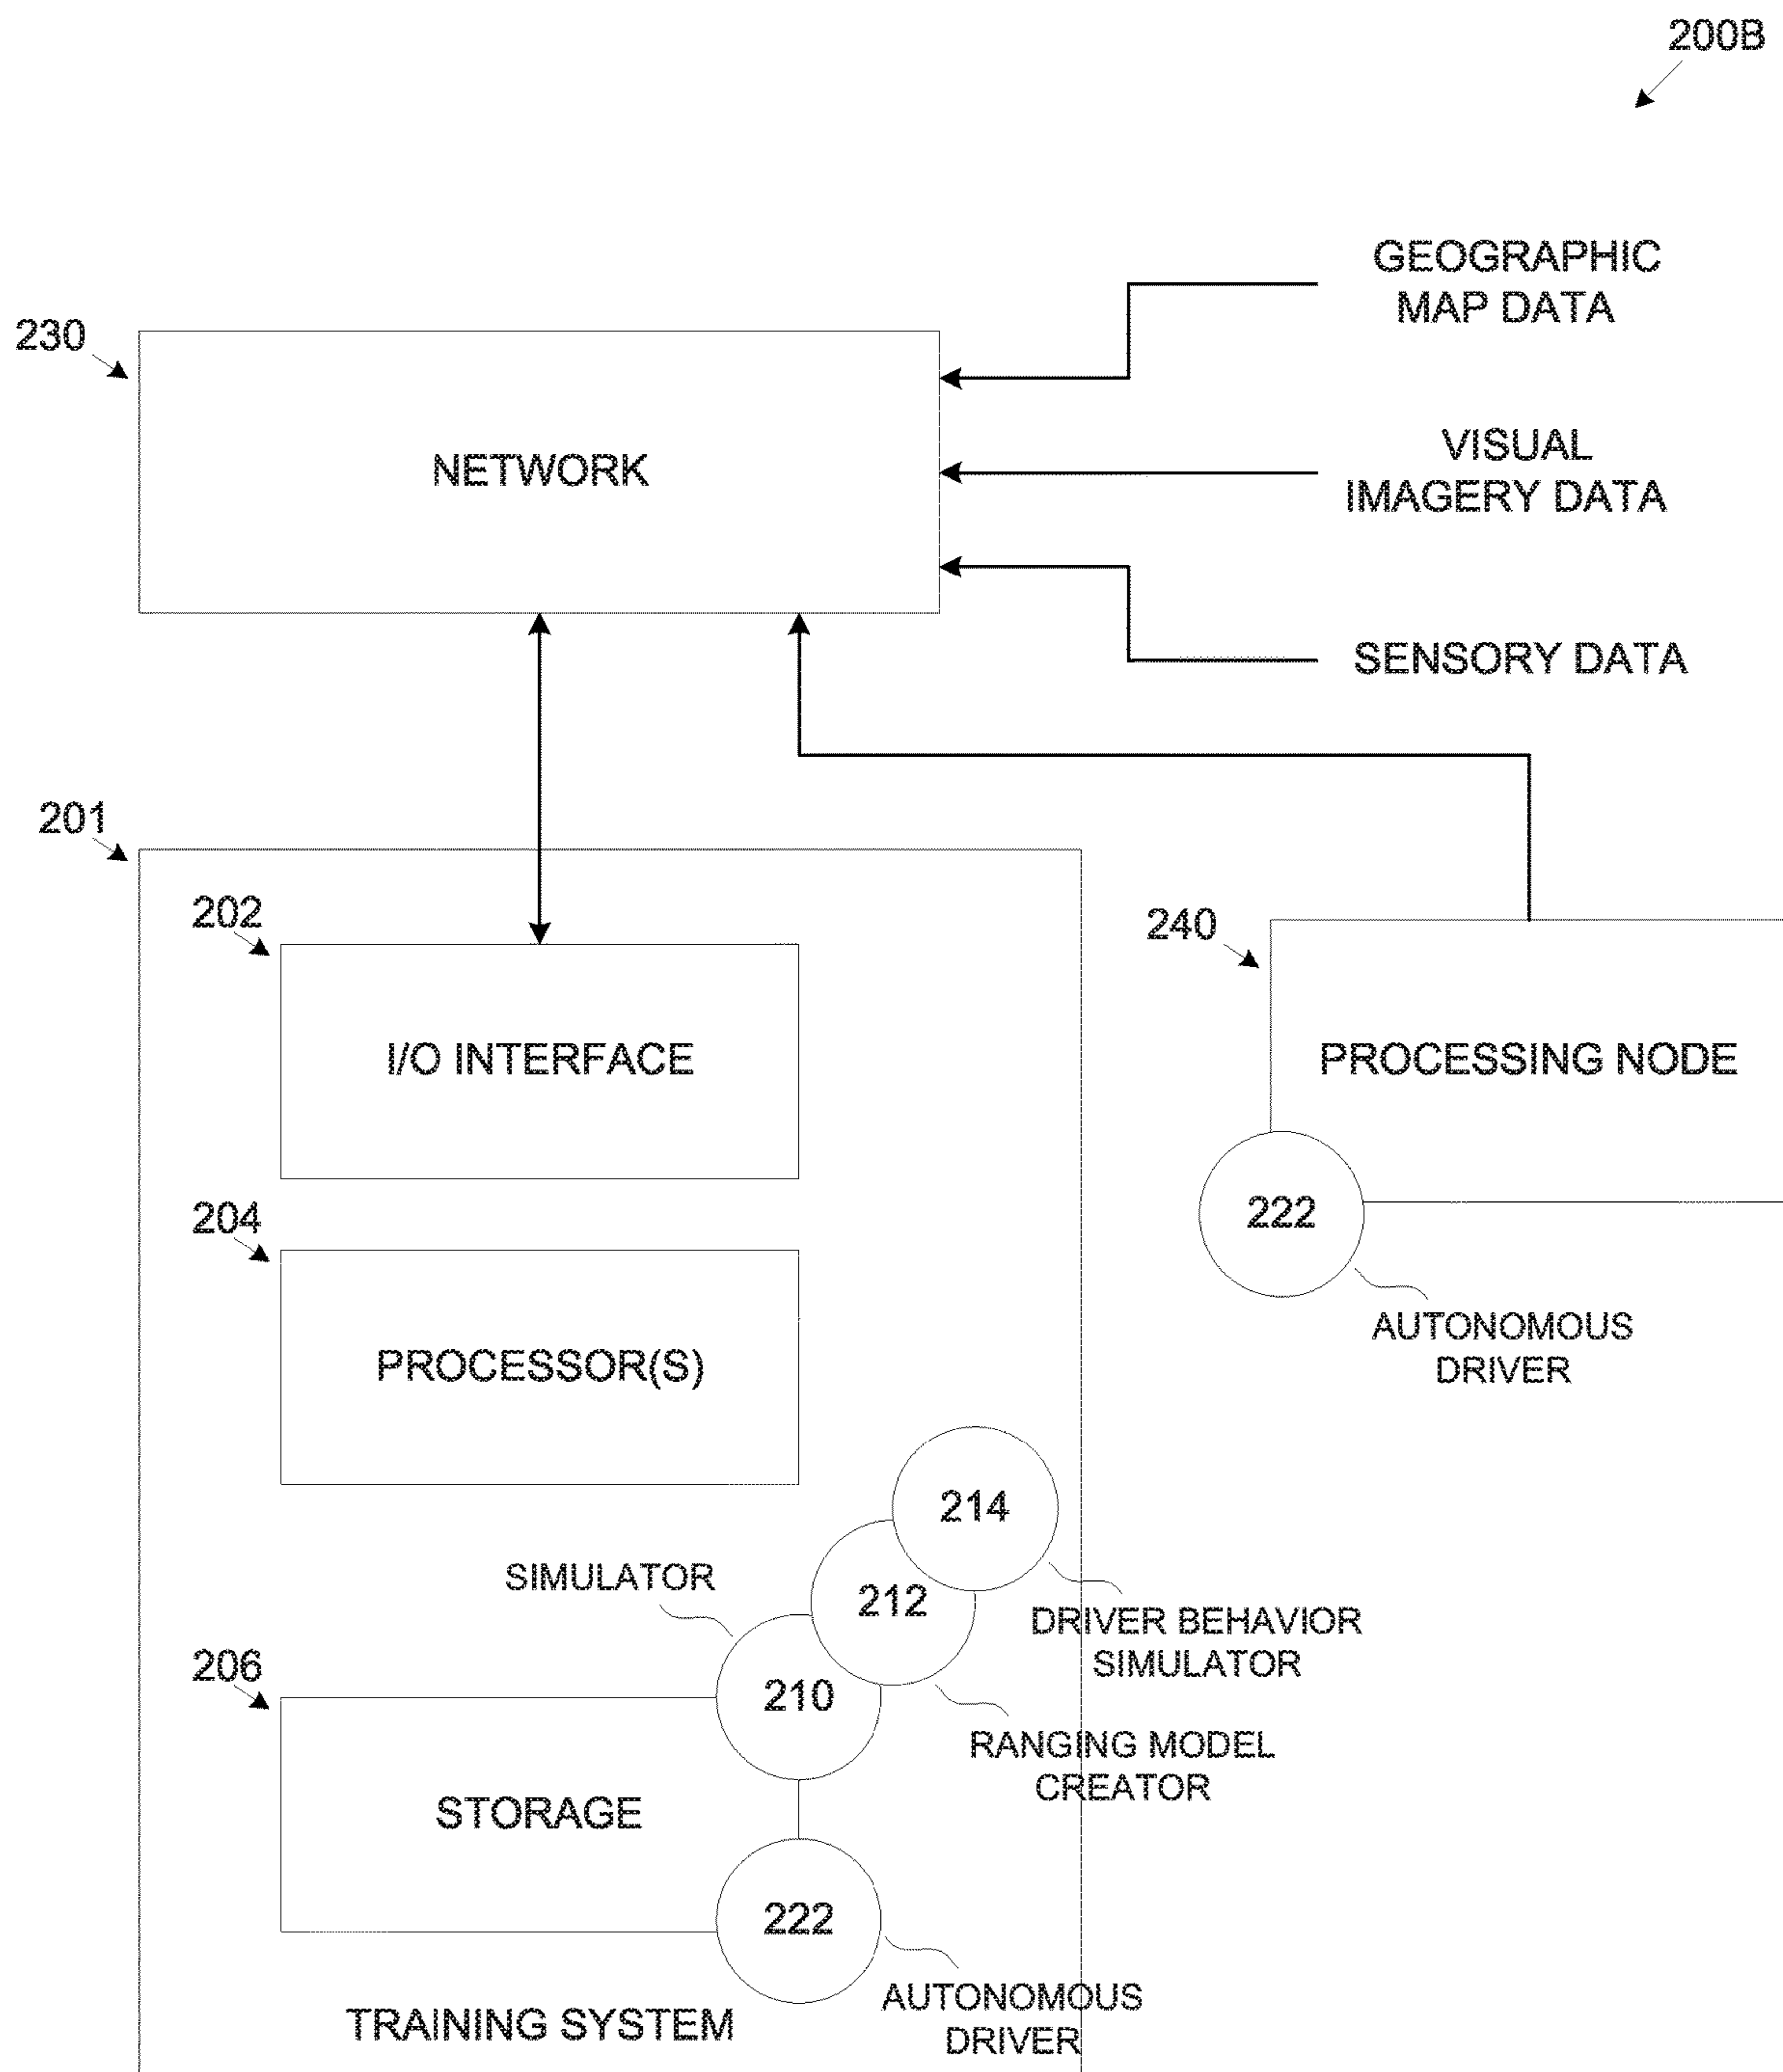 200B
GEOGRAPHIC
MAP DATA
230
NETWORK
VISUAL
IMAGERY DATA
SENSORY DATA
201
202
I/O INTERFACE
240
PROCESSING NODE
222
AUTONOMOUS
DRIVER
204
PROCESSOR(S)
214
DRIVER BEHAVIOR
SIMULATOR
212
RANGING MODEL
CREATOR
SIMULATOR
210
206
STORAGE
222
AUTONOMOUS
DRIVER
TRAINING SYSTEM